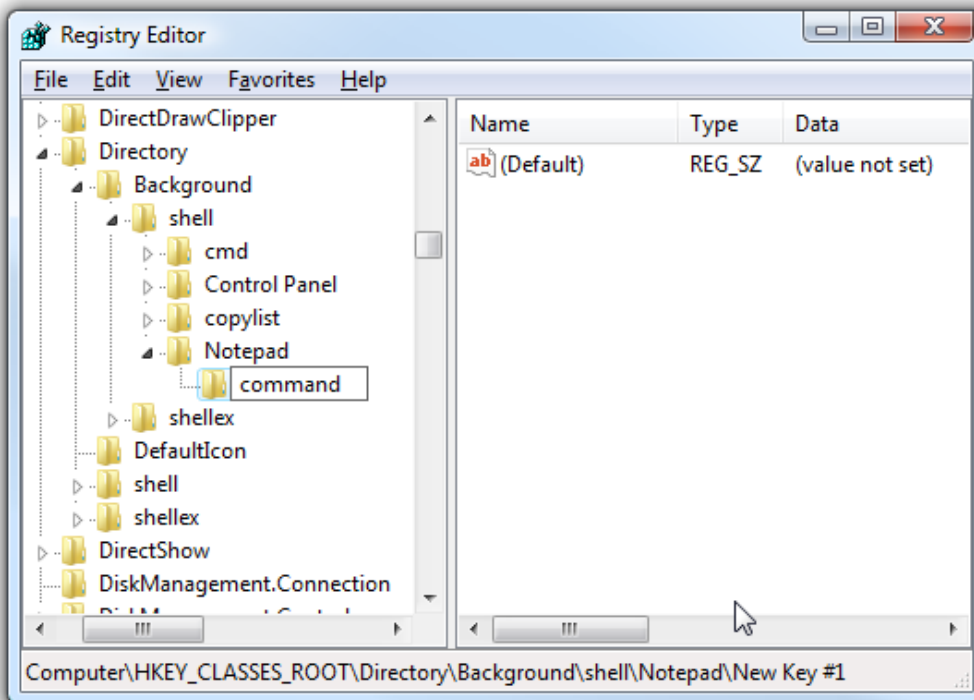 Registry Editor
File Edit View Favorites Help
DirectDrawClipper
Directory
Background
shell
cmd
Control Panel
copylist
Notepad
command
shellex
DefaultIcon
shell
shellex
DirectShow
DiskManagement.Connection
Name Type Data
ab (Default) REG_SZ (value not set)
Computer\HKEY_CLASSES_ROOT\Directory\Background\shell\Notepad\New Key #1